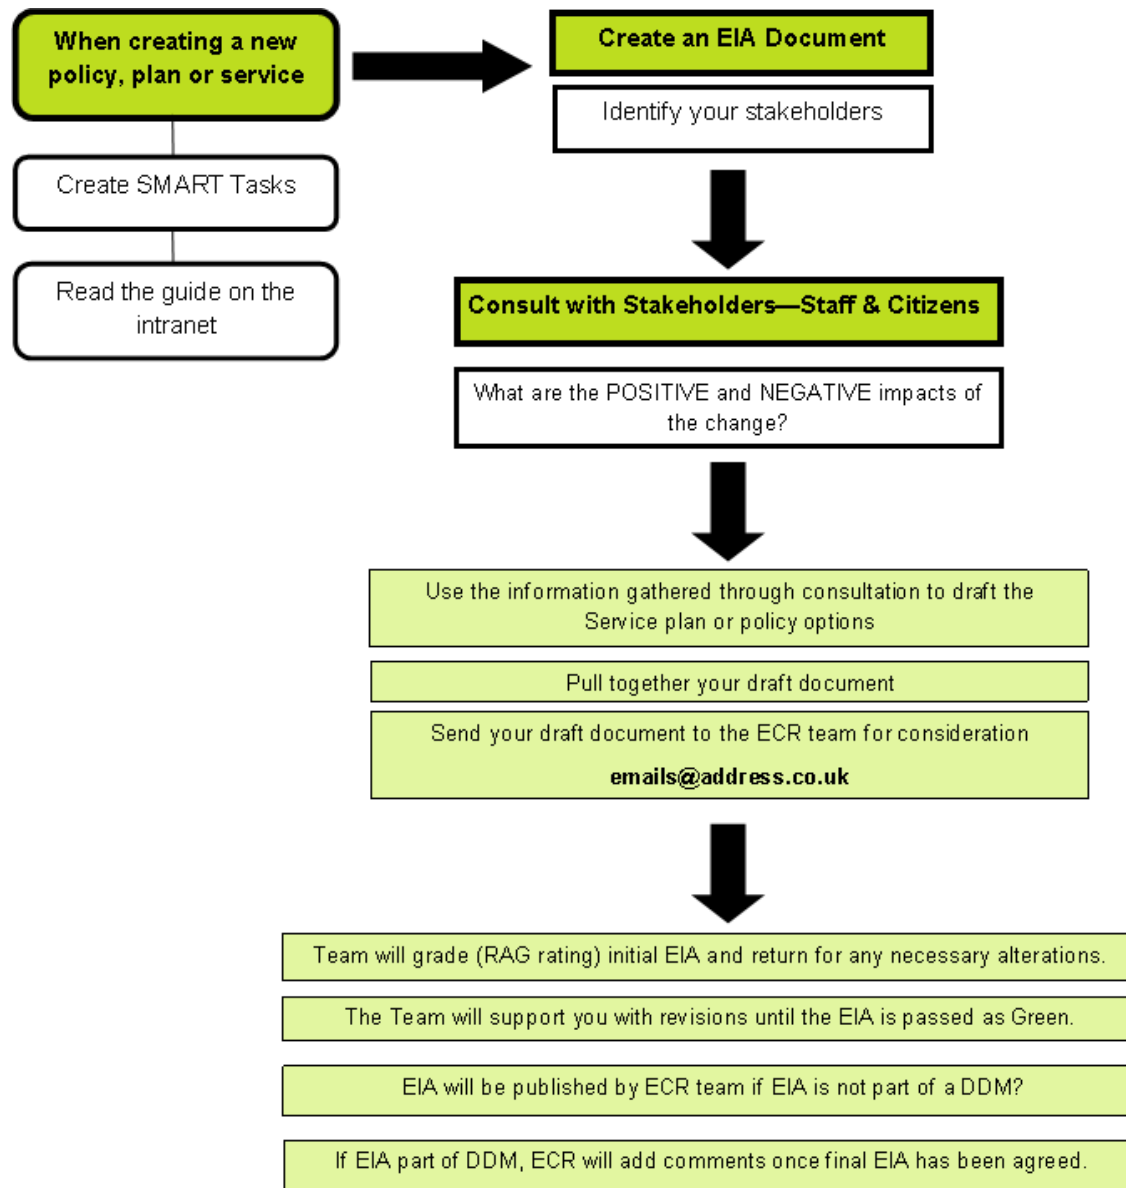 When creating a new
policy, plan or service
Create SMART Tasks
Read the guide on the
intranet
Create an EIA Document
Identify your stakeholders
Consult with Stakeholders—Staff & Citizens
What are the POSITIVE and NEGATIVE impacts of
the change?
Use the information gathered through consultation to draft the
Service plan or policy options
Pull together your draft document
Send your draft document to the ECR team for consideration
emails@address.co.uk
Team will grade (RAG rating) initial EIA and return for any necessary alterations.
The Team will support you with revisions until the EIA is passed as Green.
EIA will be published by ECR team if EIA is not part of a DDM?
If EIA part of DDM, ECR will add comments once final EIA has been agreed.